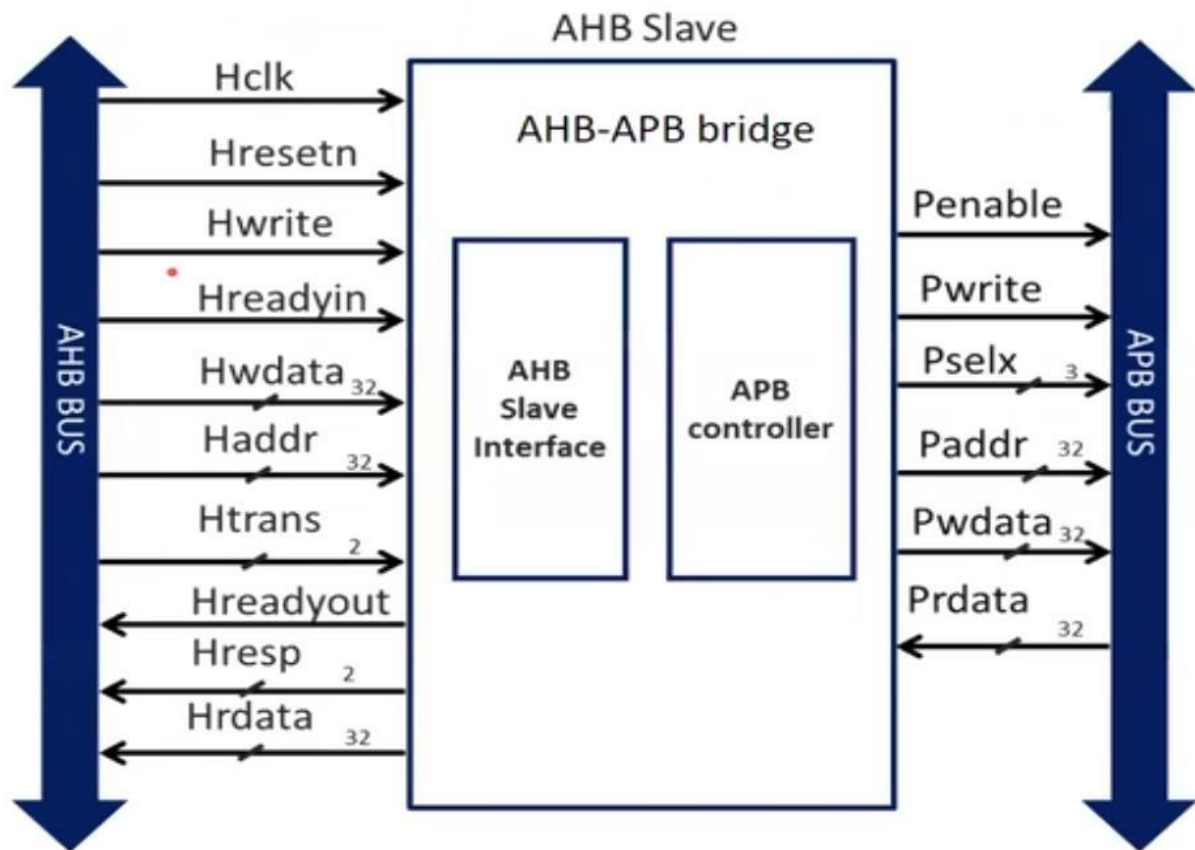 AHB Slave
AHB-APB bridge
AHB BUS
Hclk
Hresetn
Hwrite
Hreadyin
Hwdata 32
Haddr 32
Htrans 2
Hreadyout
Hresp 2
Hrdata 32
AHB
Slave
Interface
APB
controller
Penable
Pwrite
Pselx 3
Paddr 32
Pwdata 32
Prdata 32
APB BUS